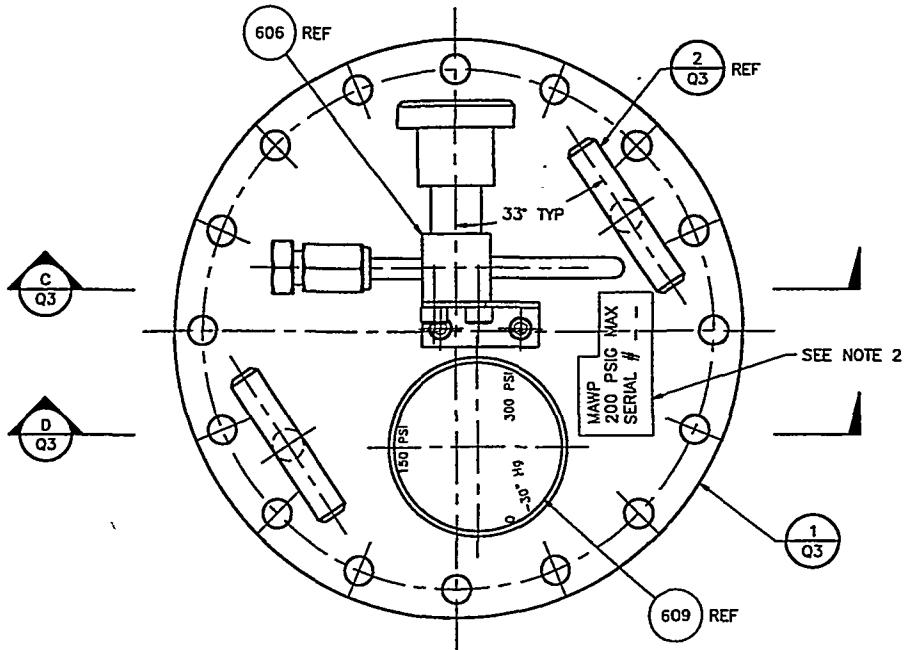 606 REF
2
Q3 REF
33° TYP
C
Q3
MAWP
200 PSIG MAX
SERIAL # - -
SEE NOTE 2
300 PSI
150 PSI
D
Q3
0 -30" Hg
1
Q3
609 REF